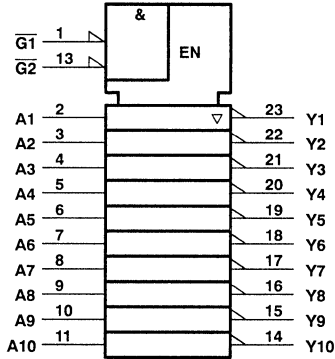 &
G1 1
EN
G2 13
A1 2 23 Y1
A2 3 22 Y2
A3 4 21 Y3
A4 5 20 Y4
A5 6 19 Y5
A6 7 18 Y6
A7 8 17 Y7
A8 9 16 Y8
A9 10 15 Y9
A10 11 14 Y10